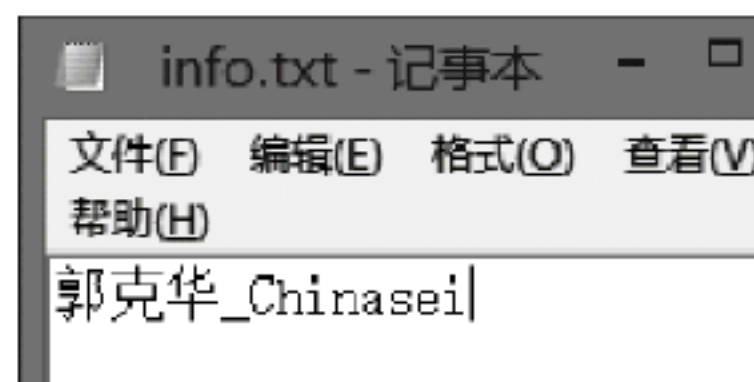 info.txt - 记事本
文件(F) 编辑(E) 格式(O) 查看(V)
帮助(H)
郭克华_Chinasei